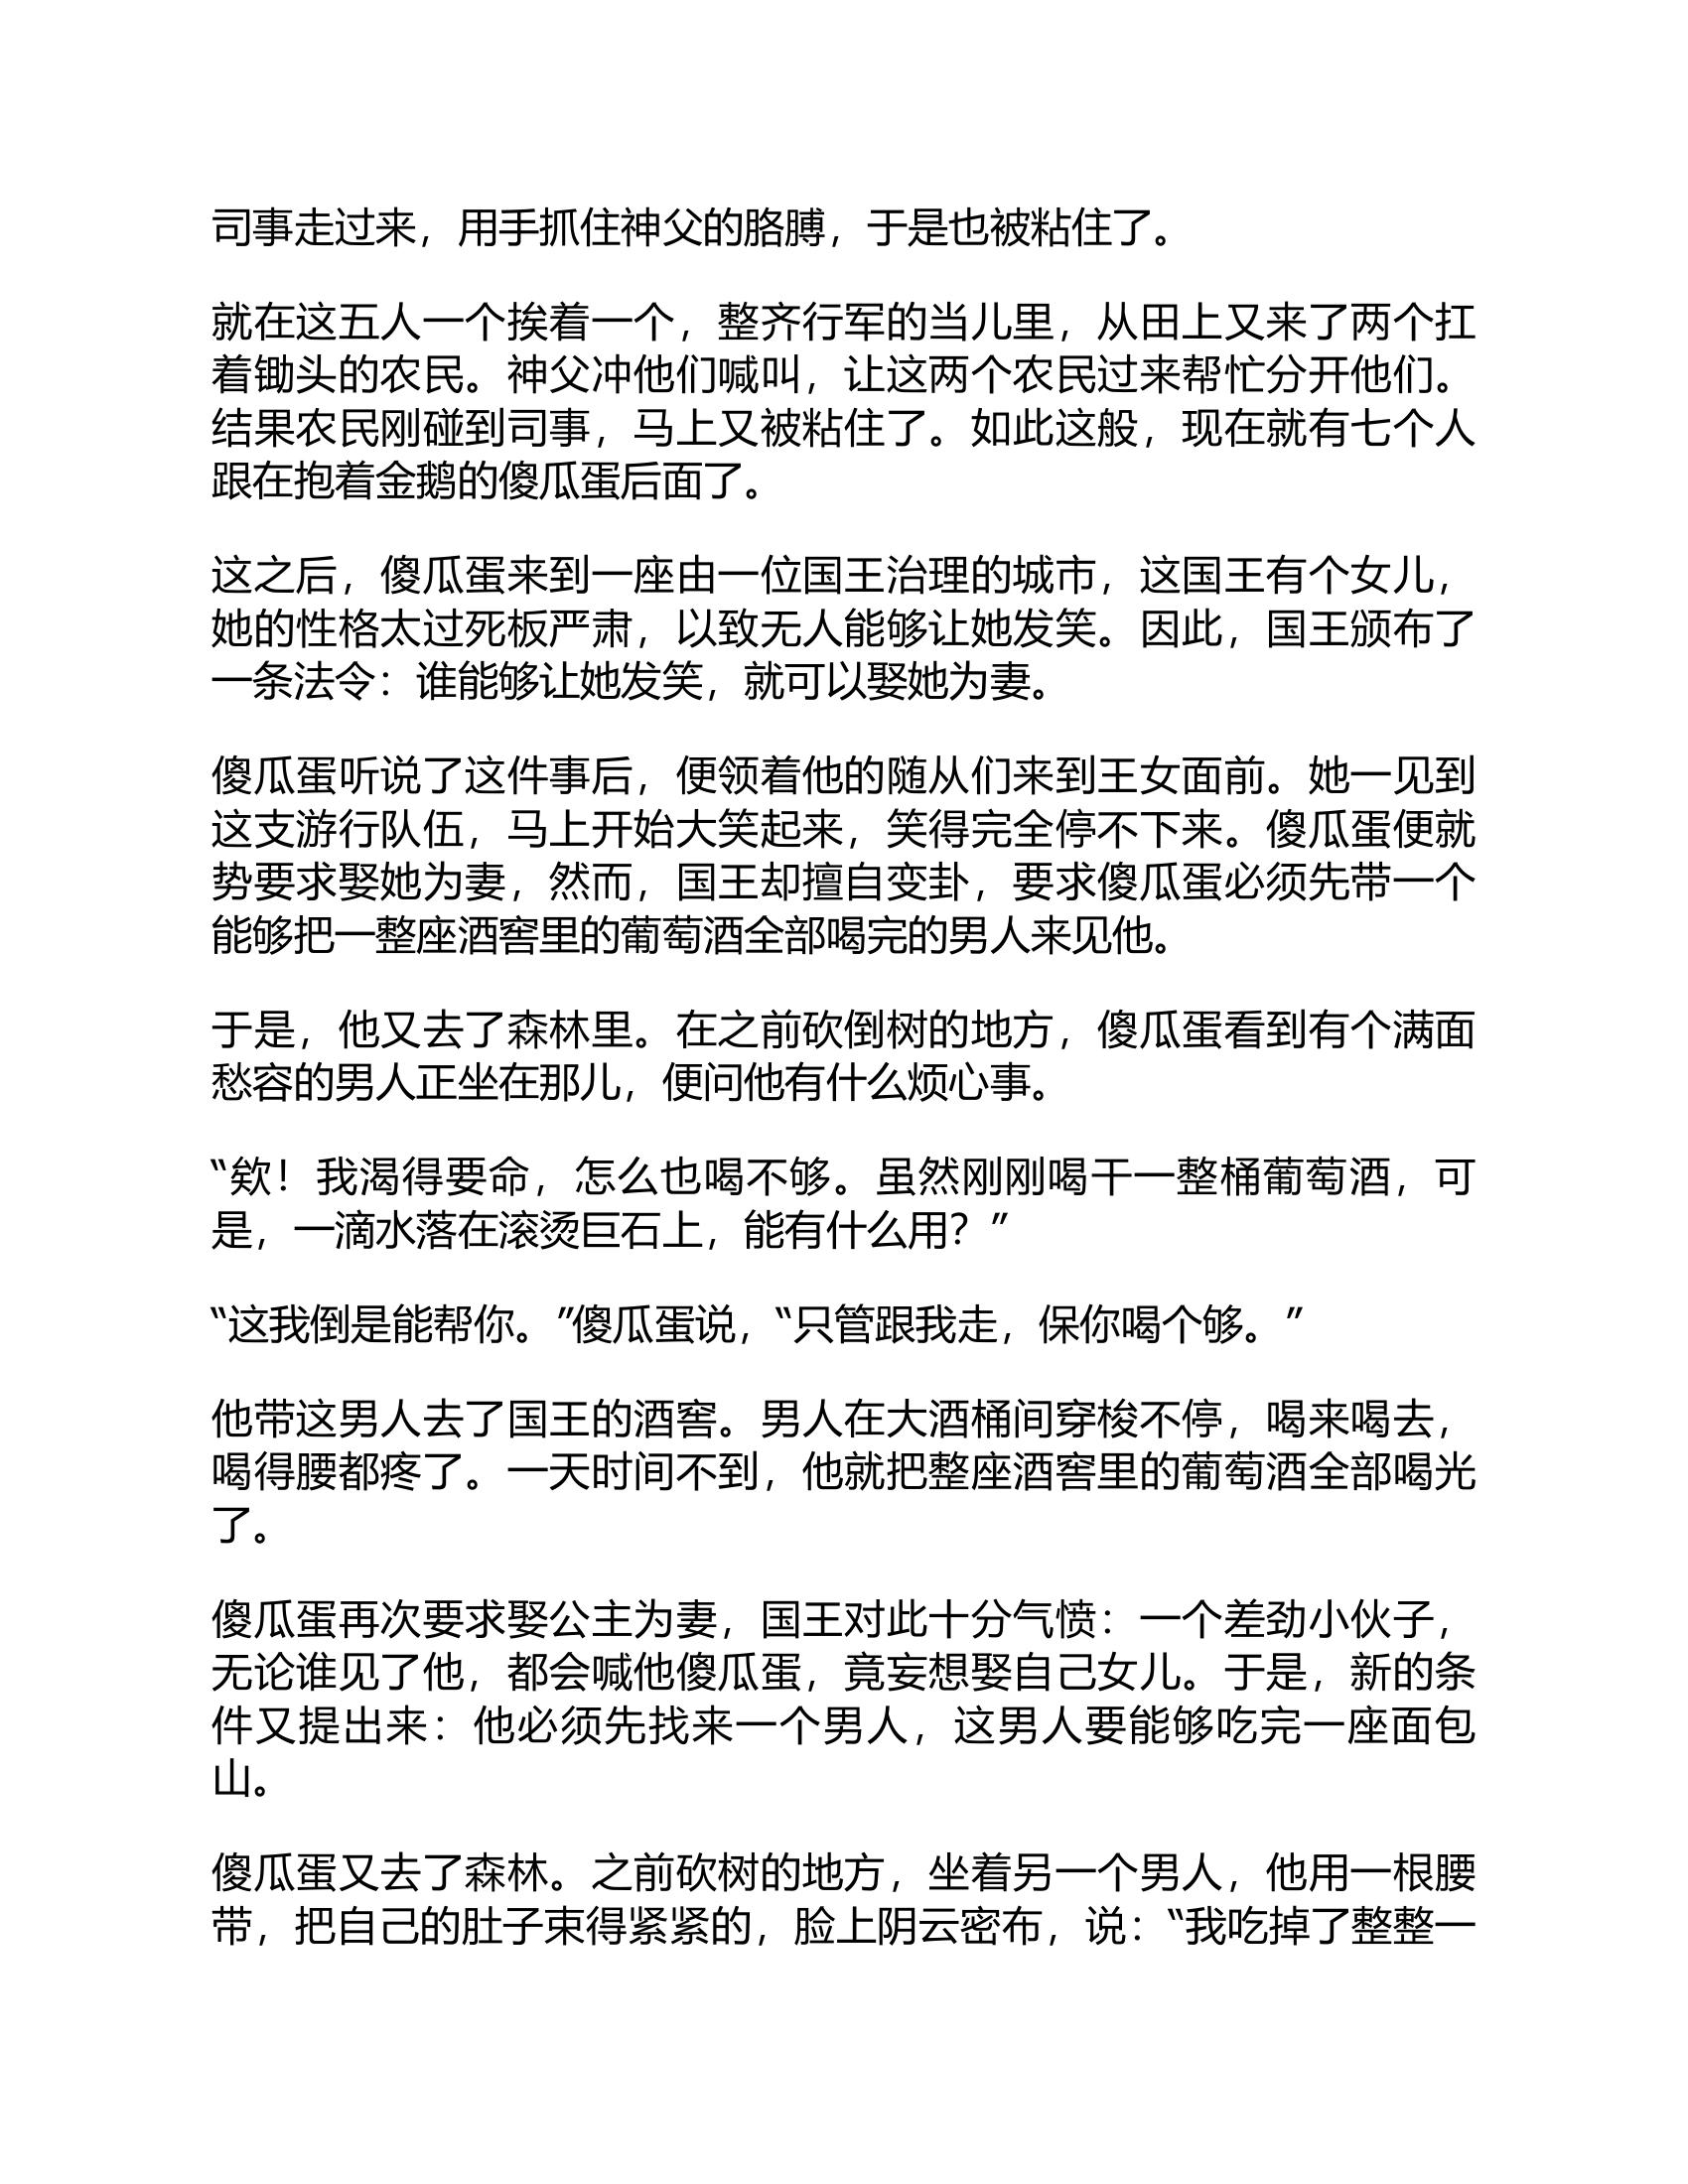 司事走过来，用手抓住神父的胳膊，于是也被粘住了。
就在这五人一个挨着一个，整齐行军的当儿里，从田上又来了两个扛
着锄头的农民。神父冲他们喊叫，让这两个农民过来帮忙分开他们。
结果农民刚碰到司事，马上又被粘住了。如此这般，现在就有七个人
跟在抱着金鹅的傻瓜蛋后面了。
这之后，傻瓜蛋来到一座由一位国王治理的城市，这国王有个女儿，
她的性格太过死板严肃，以致无人能够让她发笑。因此，国王颁布了
一条法令：谁能够让她发笑，就可以娶她为妻。
傻瓜蛋听说了这件事后，便领着他的随从们来到王女面前。她一见到
这支游行队伍，马上开始大笑起来，笑得完全停不下来。傻瓜蛋便就
势要求娶她为妻，然而，国王却擅自变卦，要求傻瓜蛋必须先带一个
能够把一整座酒窖里的葡萄酒全部喝完的男人来见他。
于是，他又去了森林里。在之前砍倒树的地方，傻瓜蛋看到有个满面
愁容的男人正坐在那儿，便问他有什么烦心事。
“欸！我渴得要命，怎么也喝不够。虽然刚刚喝干一整桶葡萄酒，可
是，一滴水落在滚烫巨石上，能有什么用？”
“这我倒是能帮你。”傻瓜蛋说，“只管跟我走，保你喝个够。”
他带这男人去了国王的酒窖。男人在大酒桶间穿梭不停，喝来喝去，
喝得腰都疼了。一天时间不到，他就把整座酒窖里的葡萄酒全部喝光
了。
傻瓜蛋再次要求娶公主为妻，国王对此十分气愤：一个差劲小伙子，
无论谁见了他，都会喊他傻瓜蛋，竟妄想娶自己女儿。于是，新的条
件又提出来：他必须先找来一个男人，这男人要能够吃完一座面包
山。
傻瓜蛋又去了森林。之前砍树的地方，坐着另一个男人，他用一根腰
带，把自己的肚子束得紧紧的，脸上阴云密布，说：“我吃掉了整整一